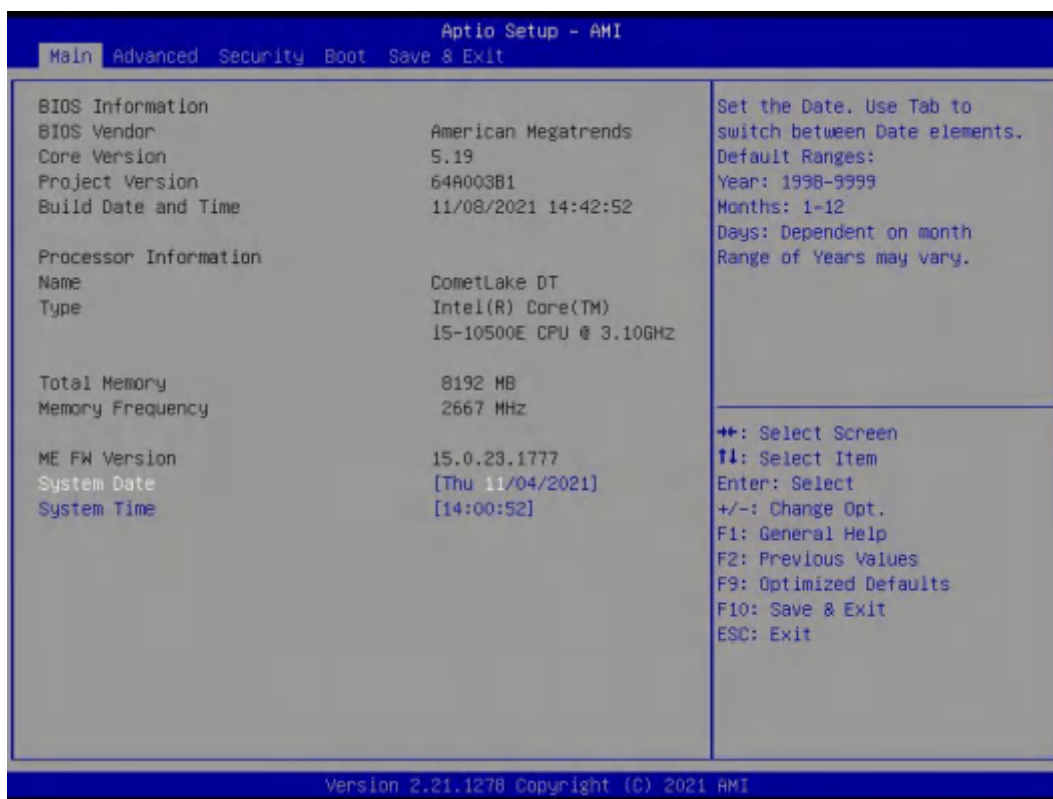 Aptio Setup - AMI
Main Advanced Security Boot Save & Exit
BIOS Information
BIOS Vendor American Megatrends
Core Version 5.19
Project Version 64A003B1
Build Date and Time 11/08/2021 14:42:52
Processor Information
Name CometLake DT
Type Intel(R) Core(TM)
i5-10500E CPU @ 3.10GHz
Total Memory 8192 MB
Memory Frequency 2667 MHz
ME FW Version 15.0.23.1777
System Date [Thu 11/04/2021]
System Time [14:00:52]
Set the Date. Use Tab to
switch between Date elements.
Default Ranges:
Year: 1998-9999
Months: 1-12
Days: Dependent on month
Range of Years may vary.
→←: Select Screen
↑↓: Select Item
Enter: Select
+/-: Change Opt.
F1: General Help
F2: Previous Values
F9: Optimized Defaults
F10: Save & Exit
ESC: Exit
Version 2.21.1278 Copyright (C) 2021 AMI